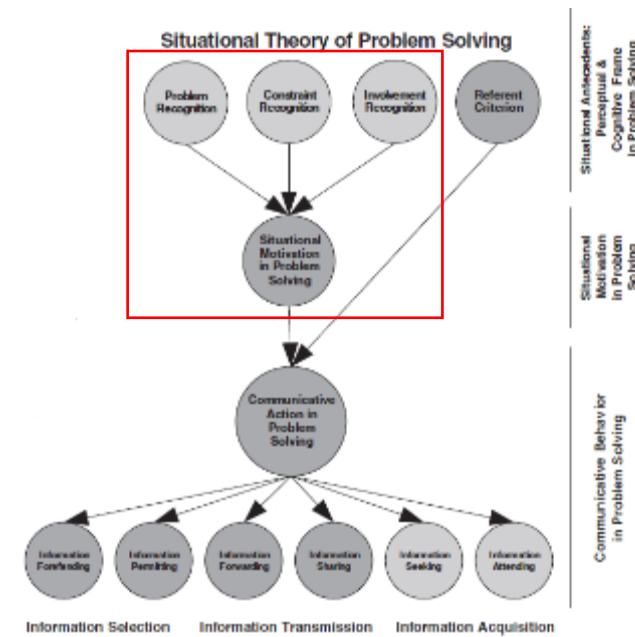 Situational Theory of Problem Solving
Problem
Recognition
Constraint
Recognition
Involvement
Recognition
Referent
Criterion
Situational Antecedents:
Perceptual &
Cognitive Frame
in Problem Solving
Situational
Motivation
in Problem
Solving
Situational
Motivation
in Problem
Solving
Communicative
Action in
Problem
Solving
Communicative Behavior
in Problem Solving
Information
Forefending
Information
Permitting
Information
Forwarding
Information
Sharing
Information
Seeking
Information
Attending
Information Selection
Information Transmission
Information Acquisition